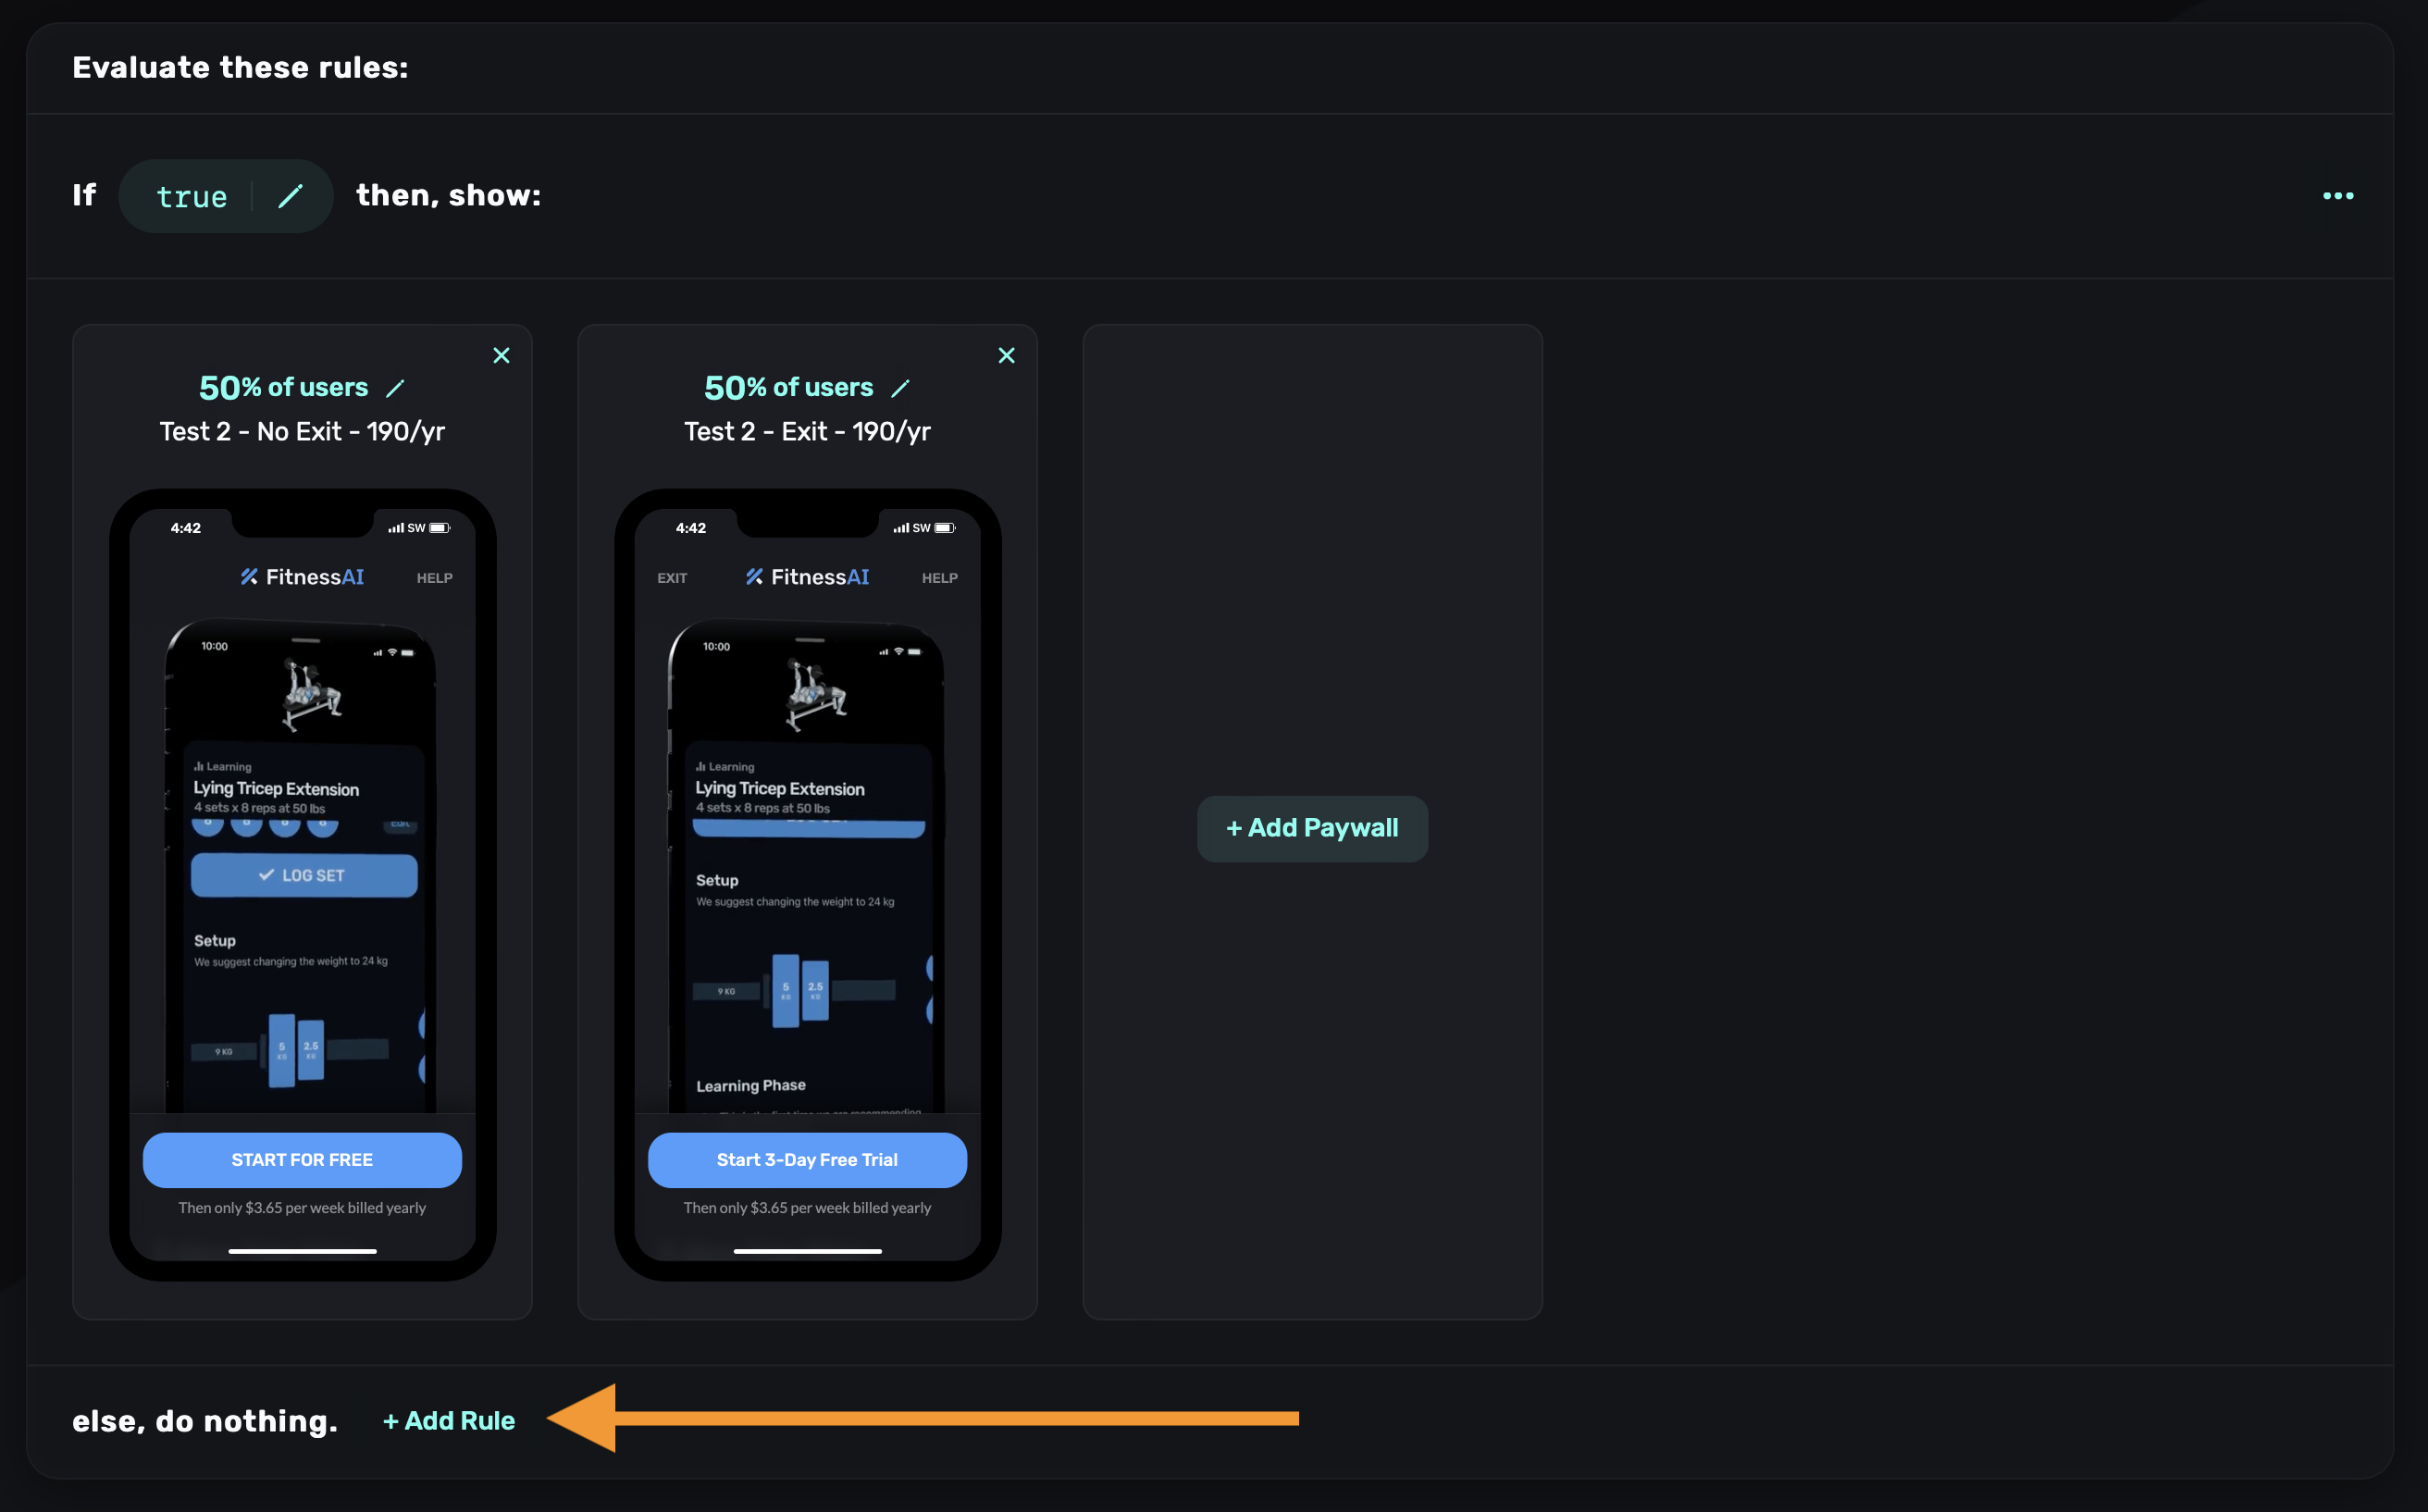 Evaluate these rules:
If true then, show:
50% of users
Test 2 - No Exit - 190/yr
4:42 SW
FitnessAI HELP
10:00
Learning
Lying Tricep Extension
4 sets x 8 reps at 50 lbs
LOG SET
Setup
We suggest changing the weight to 24 kg
9 KG 5 KG 2.5 KG
START FOR FREE
Then only $3.65 per week billed yearly
50% of users
Test 2 - Exit - 190/yr
4:42 SW
EXIT FitnessAI HELP
10:00
Learning
Lying Tricep Extension
4 sets x 8 reps at 50 lbs
Setup
We suggest changing the weight to 24 kg
9 KG 5 KG 2.5 KG
Learning Phase
Start 3-Day Free Trial
Then only $3.65 per week billed yearly
+ Add Paywall
else, do nothing. + Add Rule